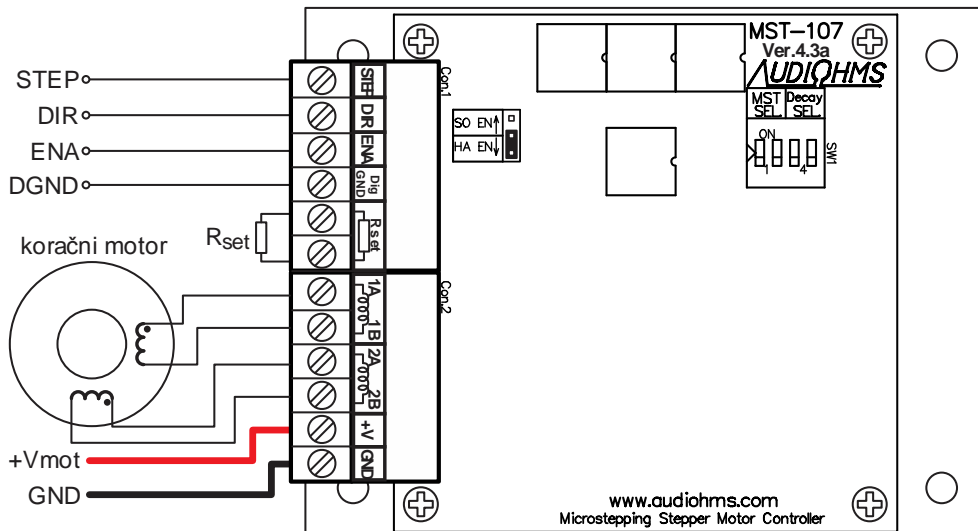 STEP
DIR
ENA
DGND
Rset
koračni motor
+Vmot
GND
STEP
DIR
ENA
Dig
GND
Rset
1A
1B
2A
2B
+V
GND
Con.1
Con.2
SO EN↑
HA EN↓
MST-107
Ver.4.3a
AUDIOHMS
MST Decay
SEL. SEL.
ON
1 4
SW1
www.audiohms.com
Microstepping Stepper Motor Controller